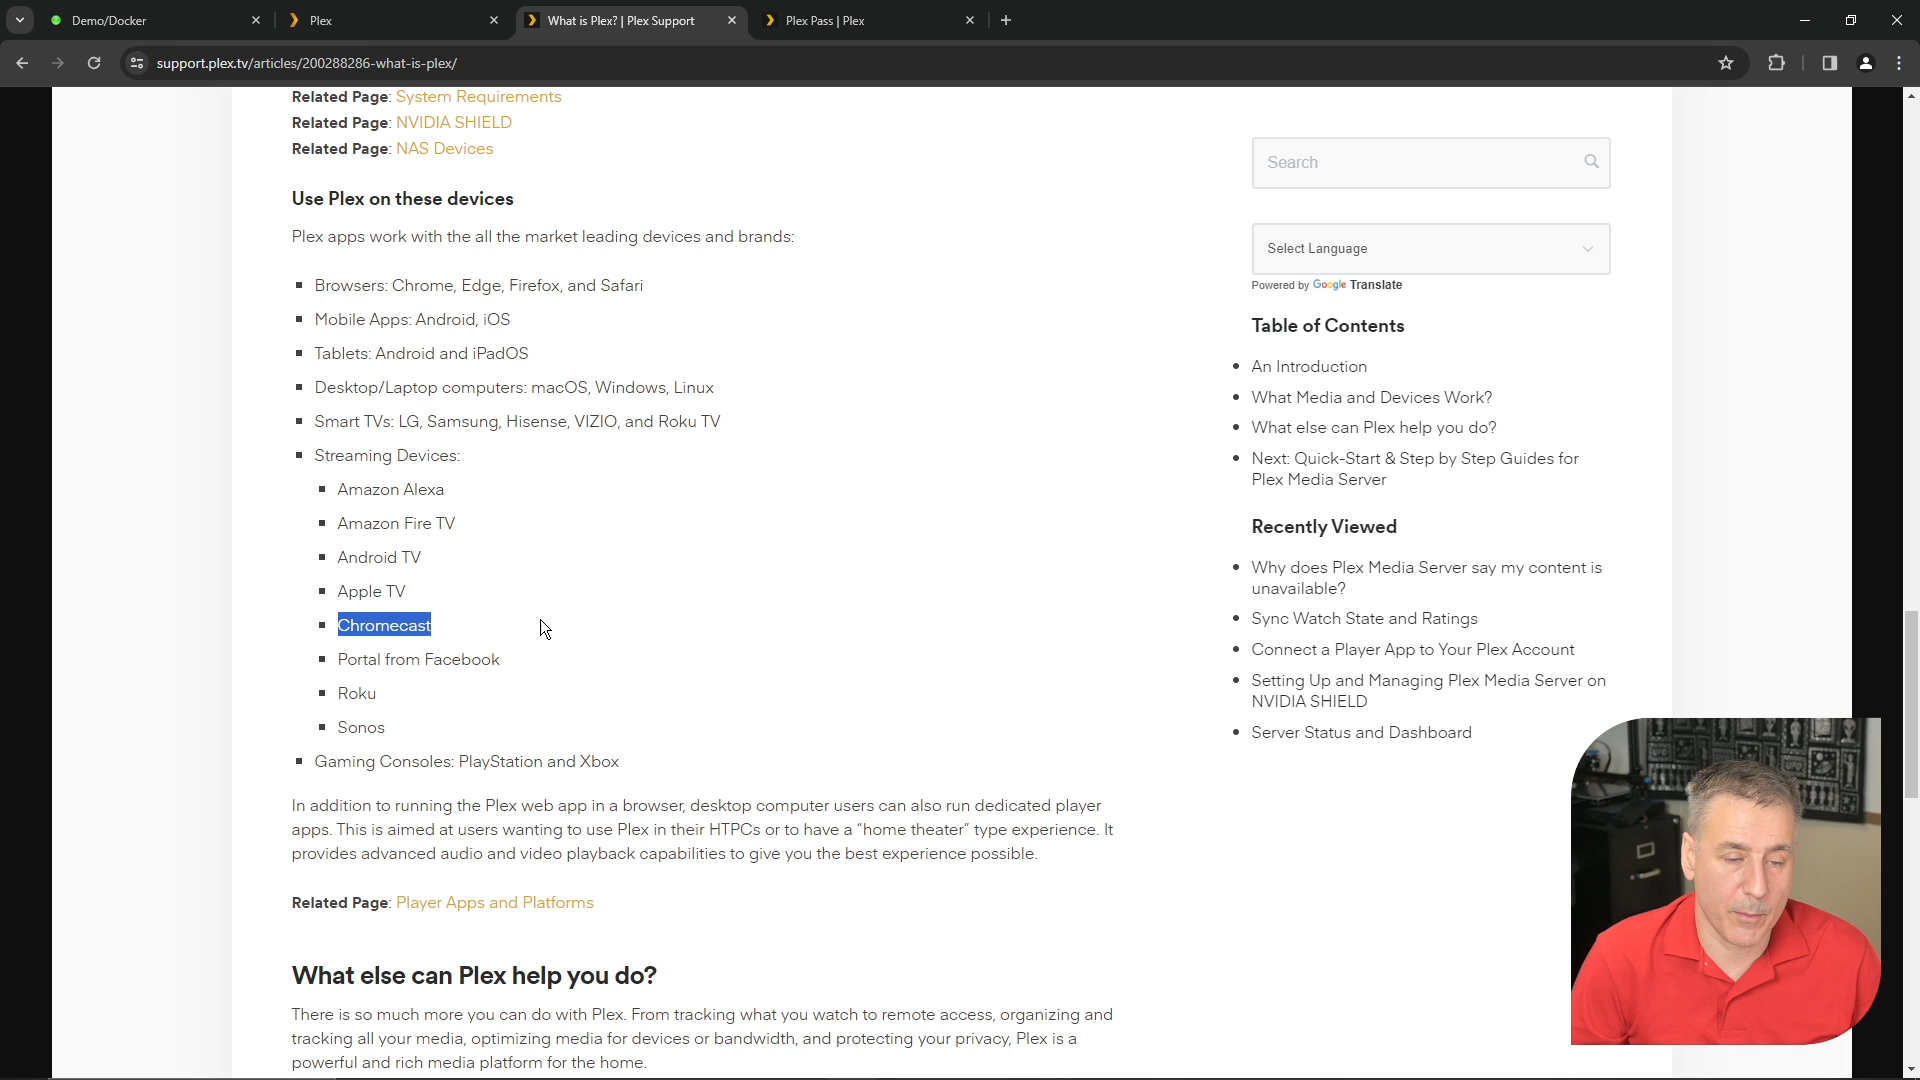 Demo/Docker
Plex
What is Plex? | Plex Support
Plex Pass | Plex
support.plex.tv/articles/200288286-what-is-plex/
Related Page: System Requirements
Related Page: NVIDIA SHIELD
Related Page: NAS Devices
Use Plex on these devices
Plex apps work with the all the market leading devices and brands:
Browsers: Chrome, Edge, Firefox, and Safari
Mobile Apps: Android, iOS
Tablets: Android and iPadOS
Desktop/Laptop computers: macOS, Windows, Linux
Smart TVs: LG, Samsung, Hisense, VIZIO, and Roku TV
Streaming Devices:
Amazon Alexa
Amazon Fire TV
Android TV
Apple TV
Chromecast
Portal from Facebook
Roku
Sonos
Gaming Consoles: PlayStation and Xbox
In addition to running the Plex web app in a browser, desktop computer users can also run dedicated player
apps. This is aimed at users wanting to use Plex in their HTPCs or to have a “home theater” type experience. It
provides advanced audio and video playback capabilities to give you the best experience possible.
Related Page: Player Apps and Platforms
What else can Plex help you do?
There is so much more you can do with Plex. From tracking what you watch to remote access, organizing and
tracking all your media, optimizing media for devices or bandwidth, and protecting your privacy, Plex is a
powerful and rich media platform for the home.
Search
Select Language
Powered by Google Translate
Table of Contents
An Introduction
What Media and Devices Work?
What else can Plex help you do?
Next: Quick-Start & Step by Step Guides for
Plex Media Server
Recently Viewed
Why does Plex Media Server say my content is
unavailable?
Sync Watch State and Ratings
Connect a Player App to Your Plex Account
Setting Up and Managing Plex Media Server on
NVIDIA SHIELD
Server Status and Dashboard